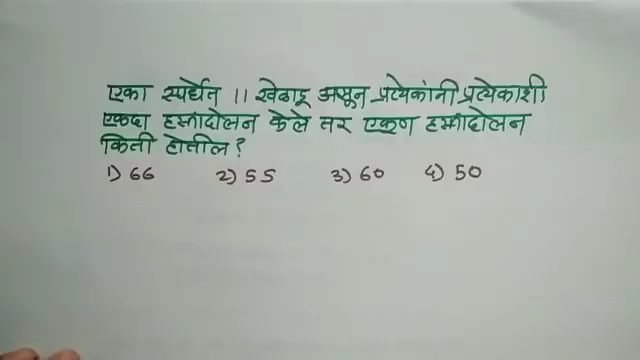 एका स्पर्धेत 11 खेळाडू असून प्रत्येकांनी प्रत्येकाशी
एकदा हस्तांदोलन केले तर एकूण हस्तांदोलन
किती होतील?
1) 66 2) 55 3) 60 4) 50